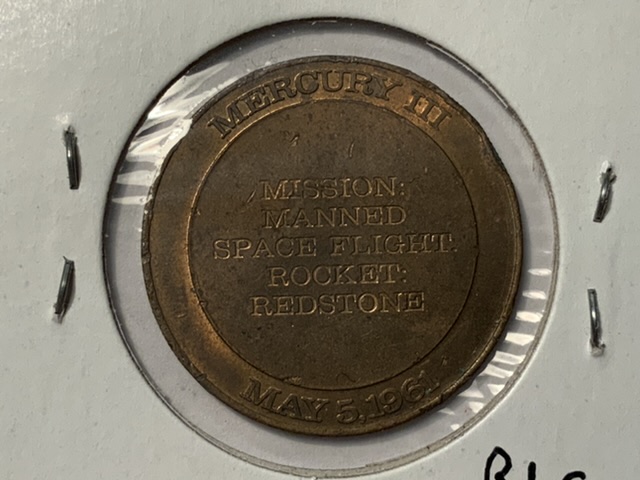 MERCURY III
MISSION:
MANNED
SPACE FLIGHT.
ROCKET:
REDSTONE
MAY 5, 1961